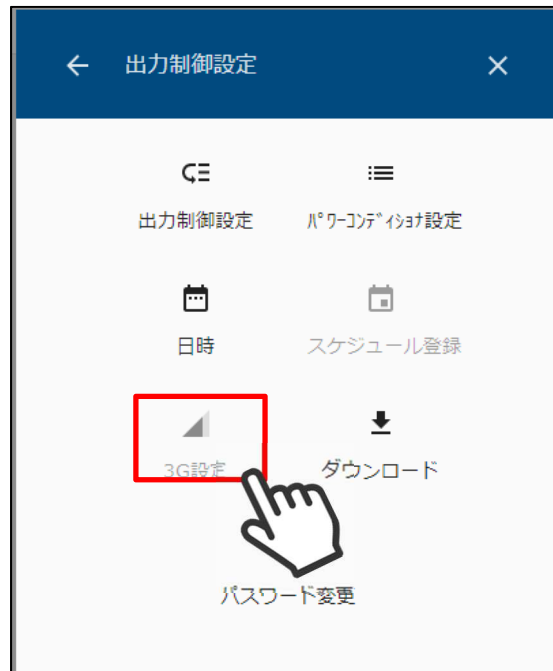 出力制御設定
出力制御設定
ﾊﾟﾜｰｺﾝﾃﾞｨｼｮﾅ設定
日時
スケジュール登録
3G設定
ダウンロード
パスワード変更